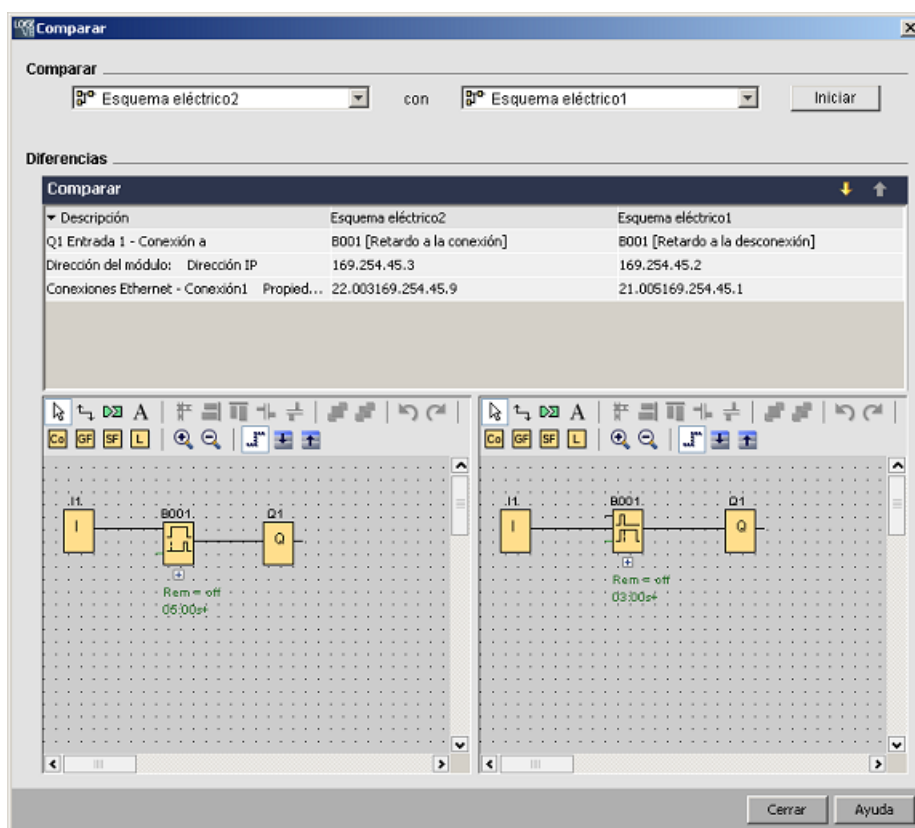 Comparar
Comparar
Esquema eléctrico2 con Esquema eléctrico1 Iniciar
Diferencias
Comparar
Descripción Esquema eléctrico2 Esquema eléctrico1
Q1 Entrada 1 - Conexión a B001 [Retardo a la conexión] B001 [Retardo a la desconexión]
Dirección del módulo: Dirección IP 169.254.45.3 169.254.45.2
Conexiones Ethernet - Conexión1 Propied... 22.003169.254.45.9 21.005169.254.45.1
A A
Co GF SF L Co GF SF L
I1 B001 Q1
I Q
Rem = off
05:00s+
I1 B001 Q1
I Q
Rem = off
03:00s+
Cerrar Ayuda